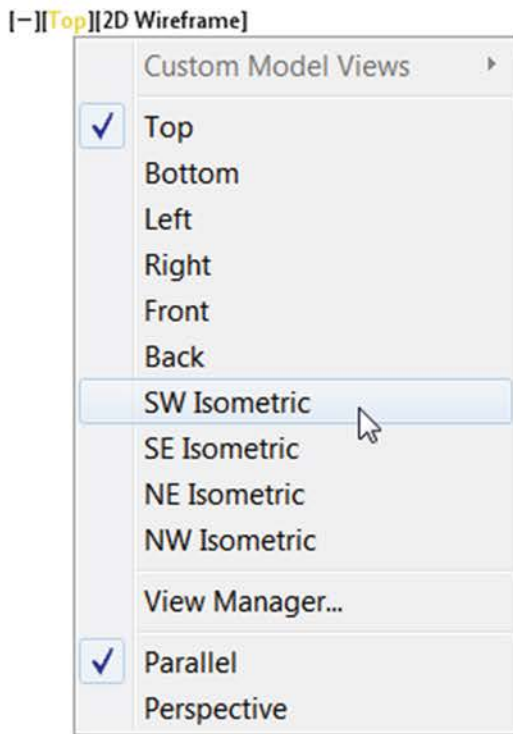 [−][Top][2D Wireframe]
Custom Model Views
Top
Bottom
Left
Right
Front
Back
SW Isometric
SE Isometric
NE Isometric
NW Isometric
View Manager...
Parallel
Perspective